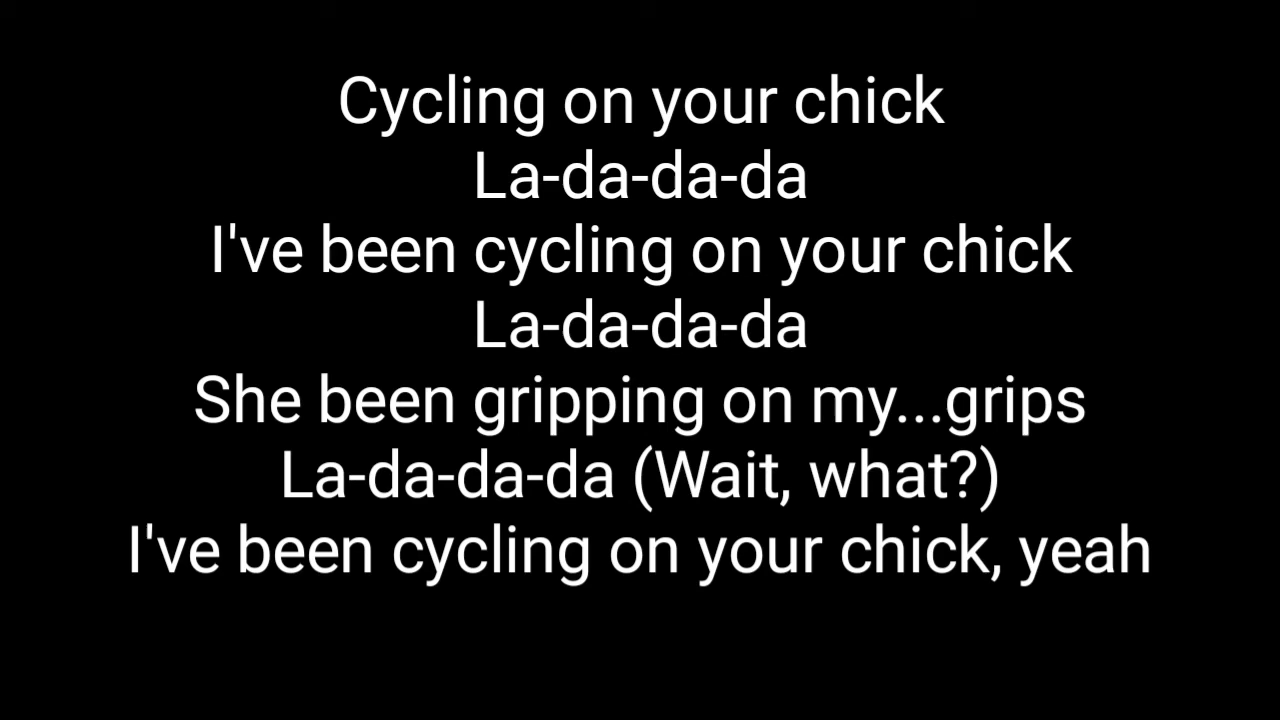 Cycling on your chick
La-da-da-da
I've been cycling on your chick
La-da-da-da
She been gripping on my...grips
La-da-da-da (Wait, what?)
I've been cycling on your chick, yeah